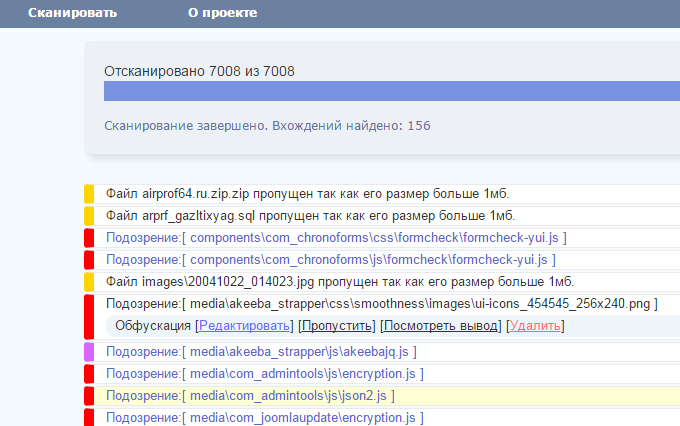 Сканировать О проекте
Отсканировано 7008 из 7008
Сканирование завершено. Вхождений найдено: 156
Файл airprof64.ru.zip.zip пропущен так как его размер больше 1мб.
Файл arprf_gazltixyag.sql пропущен так как его размер больше 1мб.
Подозрение:[ components\com_chronoforms\css\formcheck\formcheck-yui.js ]
Подозрение:[ components\com_chronoforms\js\formcheck\formcheck-yui.js ]
Файл images\20041022_014023.jpg пропущен так как его размер больше 1мб.
Подозрение:[ media\akeeba_strapper\css\smoothness\images\ui-icons_454545_256x240.png ]
Обфускация [Редактировать] [Пропустить] [Посмотреть вывод] [Удалить]
Подозрение:[ media\akeeba_strapper\js\akeebajq.js ]
Подозрение:[ media\com_admintools\js\encryption.js ]
Подозрение:[ media\com_admintools\js\json2.js ]
Подозрение:[ media\com_joomlaupdate\encryption.js ]